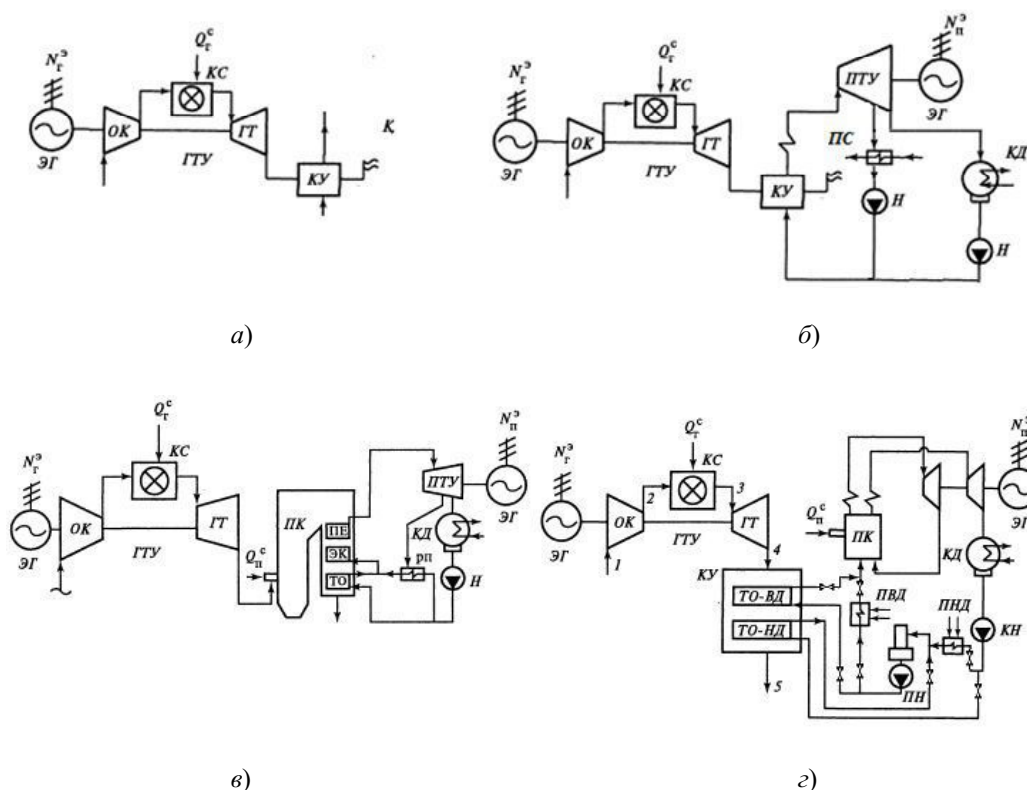 Q_г^с
N_г^э
КС
ОК
ГТ
ЭГ
ГТУ
КУ
К
а)
N_п^э
Q_г^с
N_г^э
КС
ПТУ
ЭГ
ОК
ГТ
ПС
КД
ЭГ
ГТУ
КУ
Н
Н
б)
Q_г^с
N_г^э
КС
N_п^э
ПТУ
ОК
ГТ
ПК
ПЕ
ЭГ
КД
ЭГ
ГТУ
Q_п^с
ЭК
рп
ТО
Н
в)
Q_г^с
N_п^э
N_г^э
КС
2
3
ОК
ГТ
Q_п^с
ПК
ЭГ
ЭГ
1
ГТУ
4
КД
КУ
ТО-ВД
ПВД
ПНД
ТО-НД
КН
5
ПН
г)